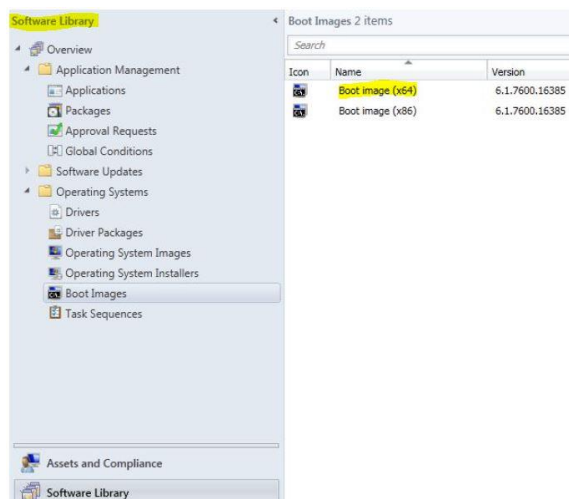 Software Library
Overview
Application Management
Applications
Packages
Approval Requests
Global Conditions
Software Updates
Operating Systems
Drivers
Driver Packages
Operating System Images
Operating System Installers
Boot Images
Task Sequences
Assets and Compliance
Software Library
Boot Images 2 items
Search
Icon Name Version
Boot image (x64) 6.1.7600.16385
Boot image (x86) 6.1.7600.16385